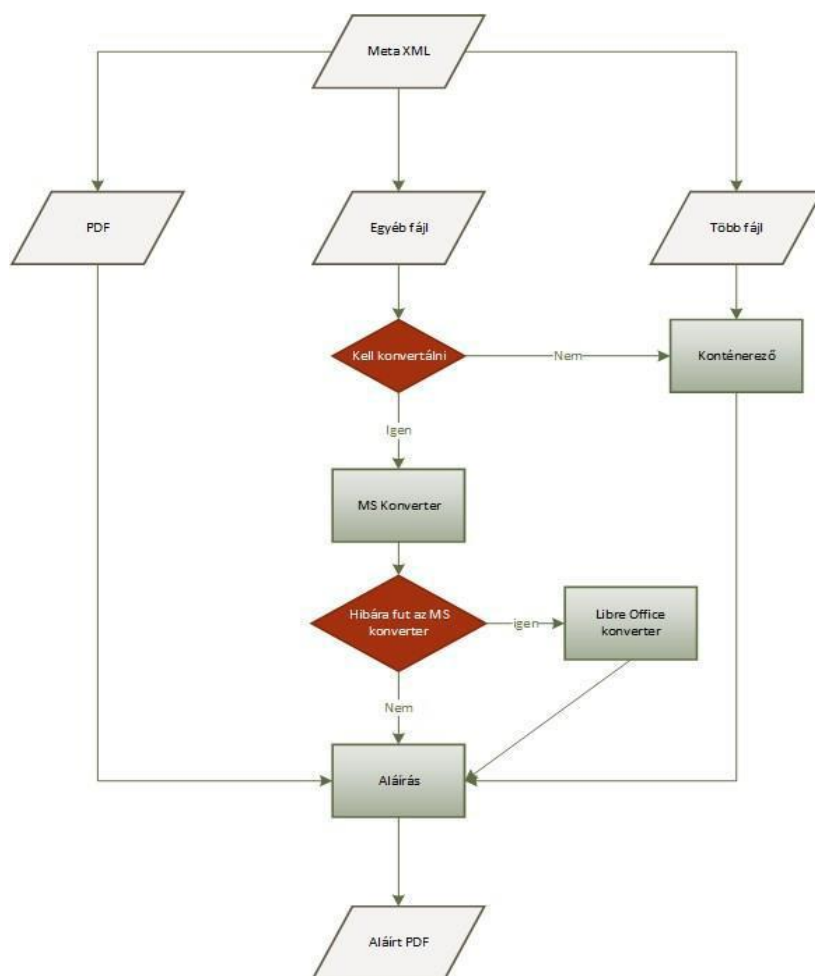 Meta XML
PDF
Egyéb fájl
Több fájl
Kell konvertálni
Nem
Konténerező
Igen
MS Konverter
Hibára fut az MS
konverter
igen
Libre Office
konverter
Nem
Aláírás
Aláírt PDF